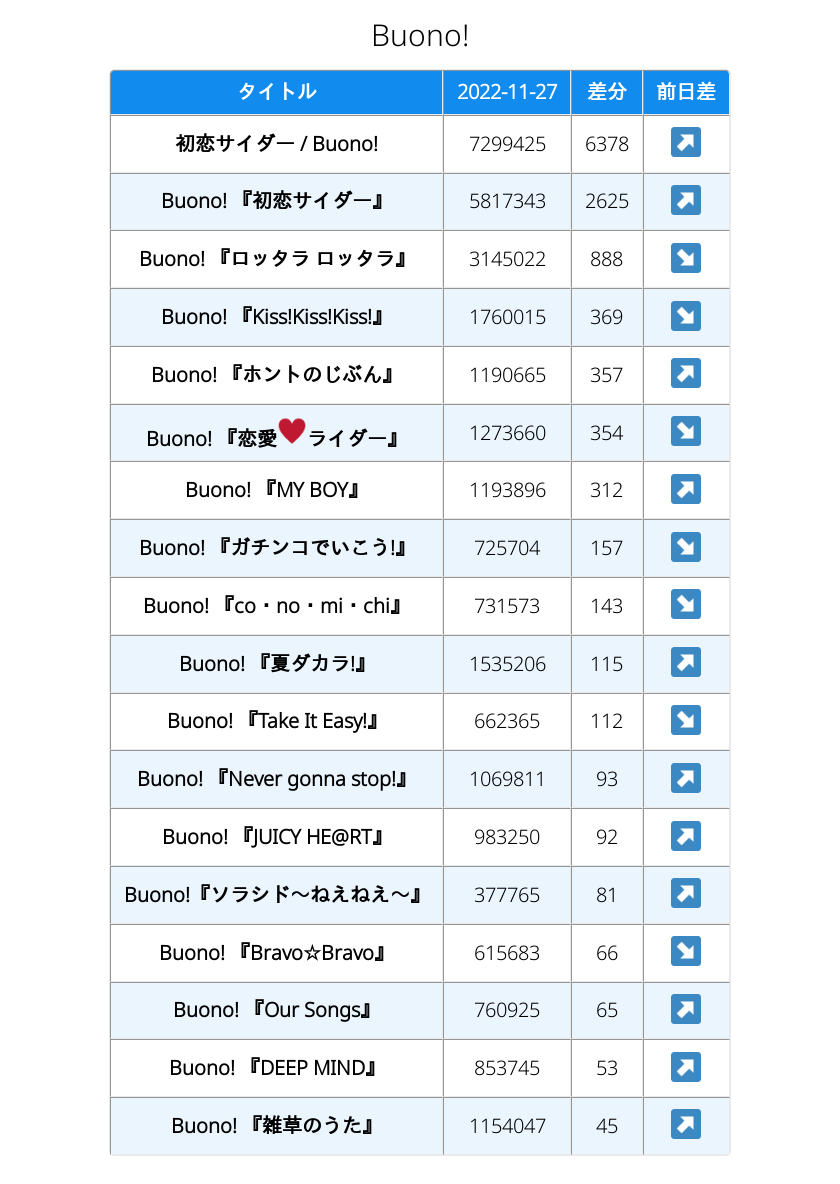 Buono!
タイトル 2022-11-27 差分 前日差
初恋サイダー / Buono! 7299425 6378 ↗
Buono! 『初恋サイダー』 5817343 2625 ↗
Buono! 『ロッタラ ロッタラ』 3145022 888 ↘
Buono! 『Kiss!Kiss!Kiss!』 1760015 369 ↘
Buono! 『ホントのじぶん』 1190665 357 ↗
Buono! 『恋愛♥ライダー』 1273660 354 ↘
Buono! 『MY BOY』 1193896 312 ↗
Buono! 『ガチンコでいこう!』 725704 157 ↘
Buono! 『co・no・mi・chi』 731573 143 ↘
Buono! 『夏ダカラ!』 1535206 115 ↗
Buono! 『Take It Easy!』 662365 112 ↘
Buono! 『Never gonna stop!』 1069811 93 ↗
Buono! 『JUICY HE@RT』 983250 92 ↗
Buono!『ソラシド〜ねえねえ〜』 377765 81 ↗
Buono! 『Bravo☆Bravo』 615683 66 ↘
Buono! 『Our Songs』 760925 65 ↗
Buono! 『DEEP MIND』 853745 53 ↗
Buono! 『雑草のうた』 1154047 45 ↗